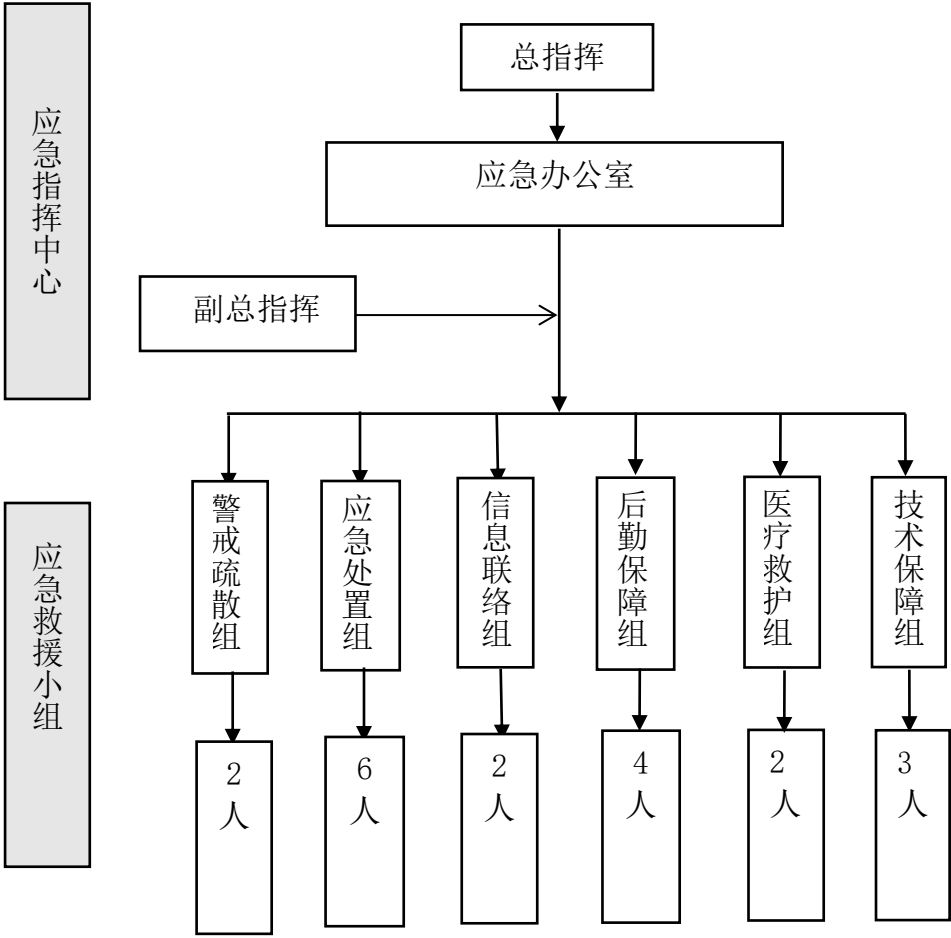 应急指挥中心
总指挥
应急办公室
副总指挥
应急救援小组
警戒疏散组
应急处置组
信息联络组
后勤保障组
医疗救护组
技术保障组
2人
6人
2人
4人
2人
3人